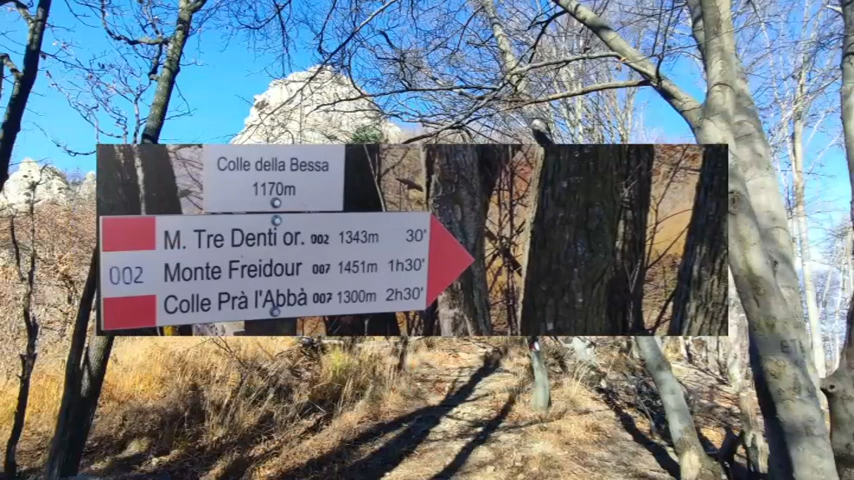 Colle della Bessa
1170m
M. Tre Denti or. 002 1343m 30'
002
Monte Freidour 007 1451m 1h30'
Colle Prà l'Abbà 007 1300m 2h30'